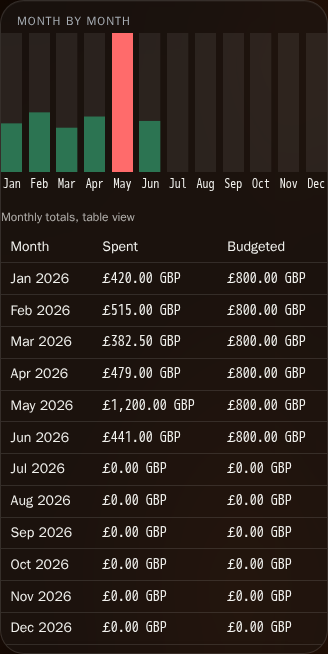 MONTH BY MONTH
Jan Feb Mar Apr May Jun Jul Aug Sep Oct Nov Dec
Monthly totals, table view
Month Spent Budgeted
Jan 2026 £420.00 GBP £800.00 GBP
Feb 2026 £515.00 GBP £800.00 GBP
Mar 2026 £382.50 GBP £800.00 GBP
Apr 2026 £479.00 GBP £800.00 GBP
May 2026 £1,200.00 GBP £800.00 GBP
Jun 2026 £441.00 GBP £800.00 GBP
Jul 2026 £0.00 GBP £0.00 GBP
Aug 2026 £0.00 GBP £0.00 GBP
Sep 2026 £0.00 GBP £0.00 GBP
Oct 2026 £0.00 GBP £0.00 GBP
Nov 2026 £0.00 GBP £0.00 GBP
Dec 2026 £0.00 GBP £0.00 GBP